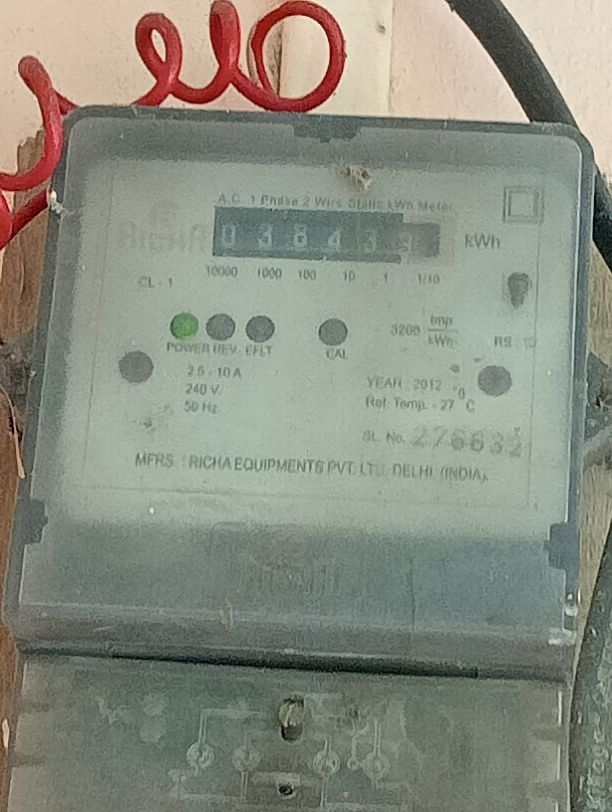 A.C. 1 Phase 2 Wire Static kWh Meter
0 3 8 4 3 kWh
10000 1000 100 10 1 1/10
CL - 1
POWER REV EFLT CAL
3200 Imp/kWh
RS
2.5 - 10 A
240 V.
50 Hz.
YEAR : 2012
Ref. Temp. - 27 °C
SL. No. 276632
MFRS : RICHA EQUIPMENTS PVT. LTD. DELHI. (INDIA).